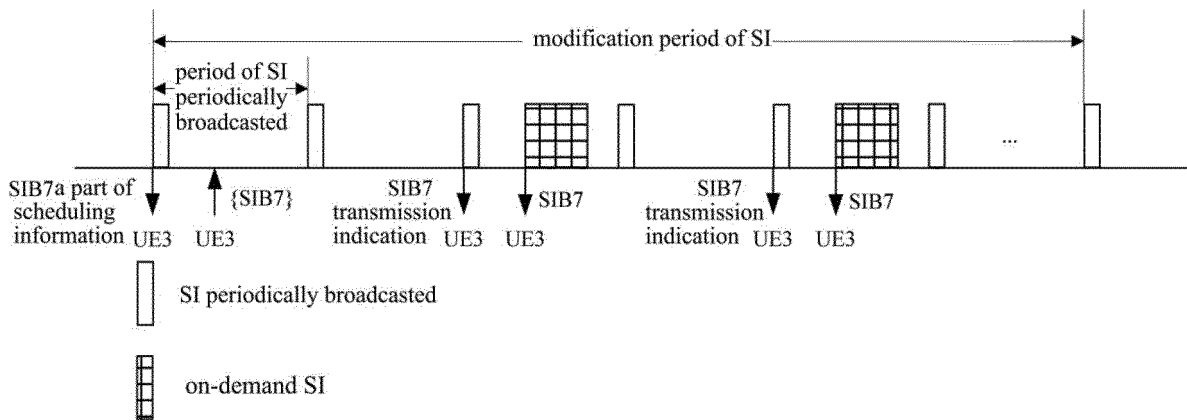 modification period of SI
period of SI
periodically
broadcasted
...
SIB7a part of
scheduling
information
UE3
{SIB7}
UE3
SIB7
transmission
indication
UE3
SIB7
UE3
SIB7
transmission
indication
UE3
SIB7
UE3
SI periodically broadcasted
on-demand SI